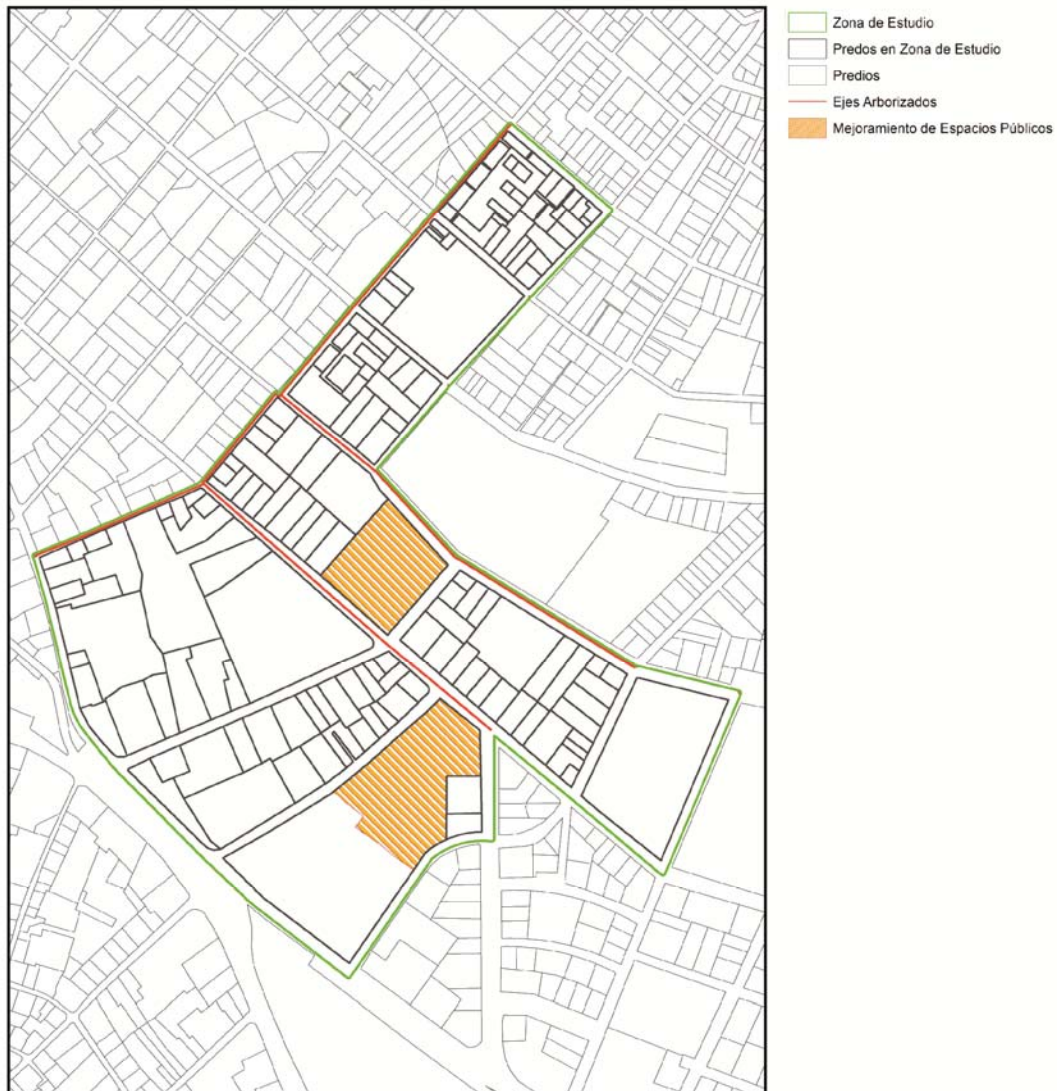 Zona de Estudio
Predos en Zona de Estudio
Predios
Ejes Arborizados
Mejoramiento de Espacios Públicos